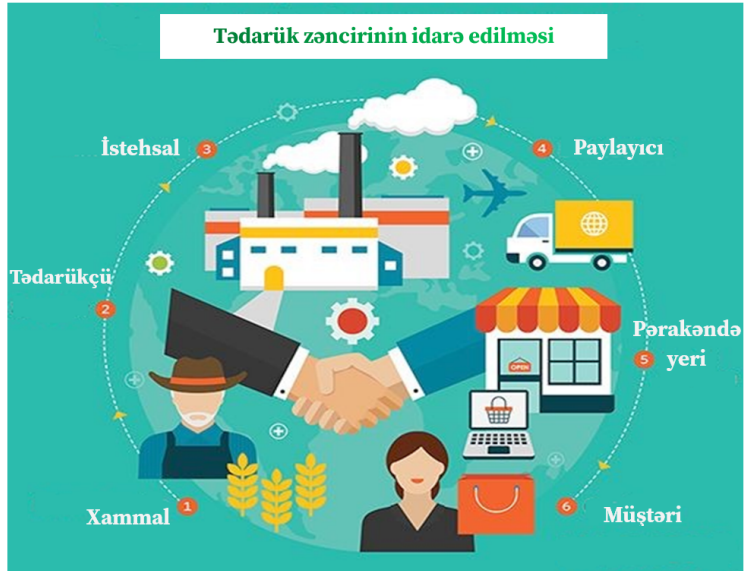 Tədarük zəncirinin idarə edilməsi
İstehsal 3
4 Paylayıcı
Tədarükçü
2
Pərakəndə
5 yeri
OPEN
Xammal 1
6 Müştəri